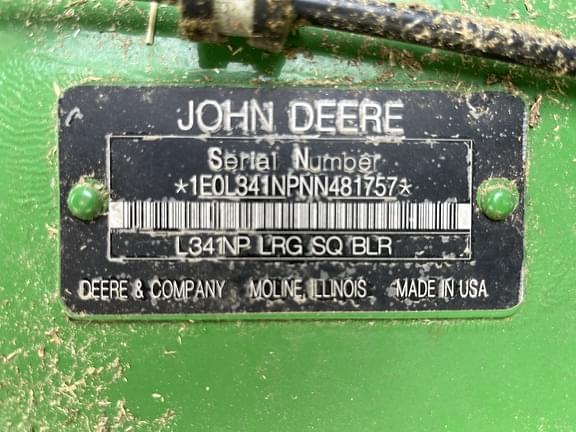 JOHN DEERE
Serial Number
*1E0L341NPNN481757*
L341NP LRG SQ BLR
DEERE & COMPANY MOLINE, ILLINOIS MADE IN USA